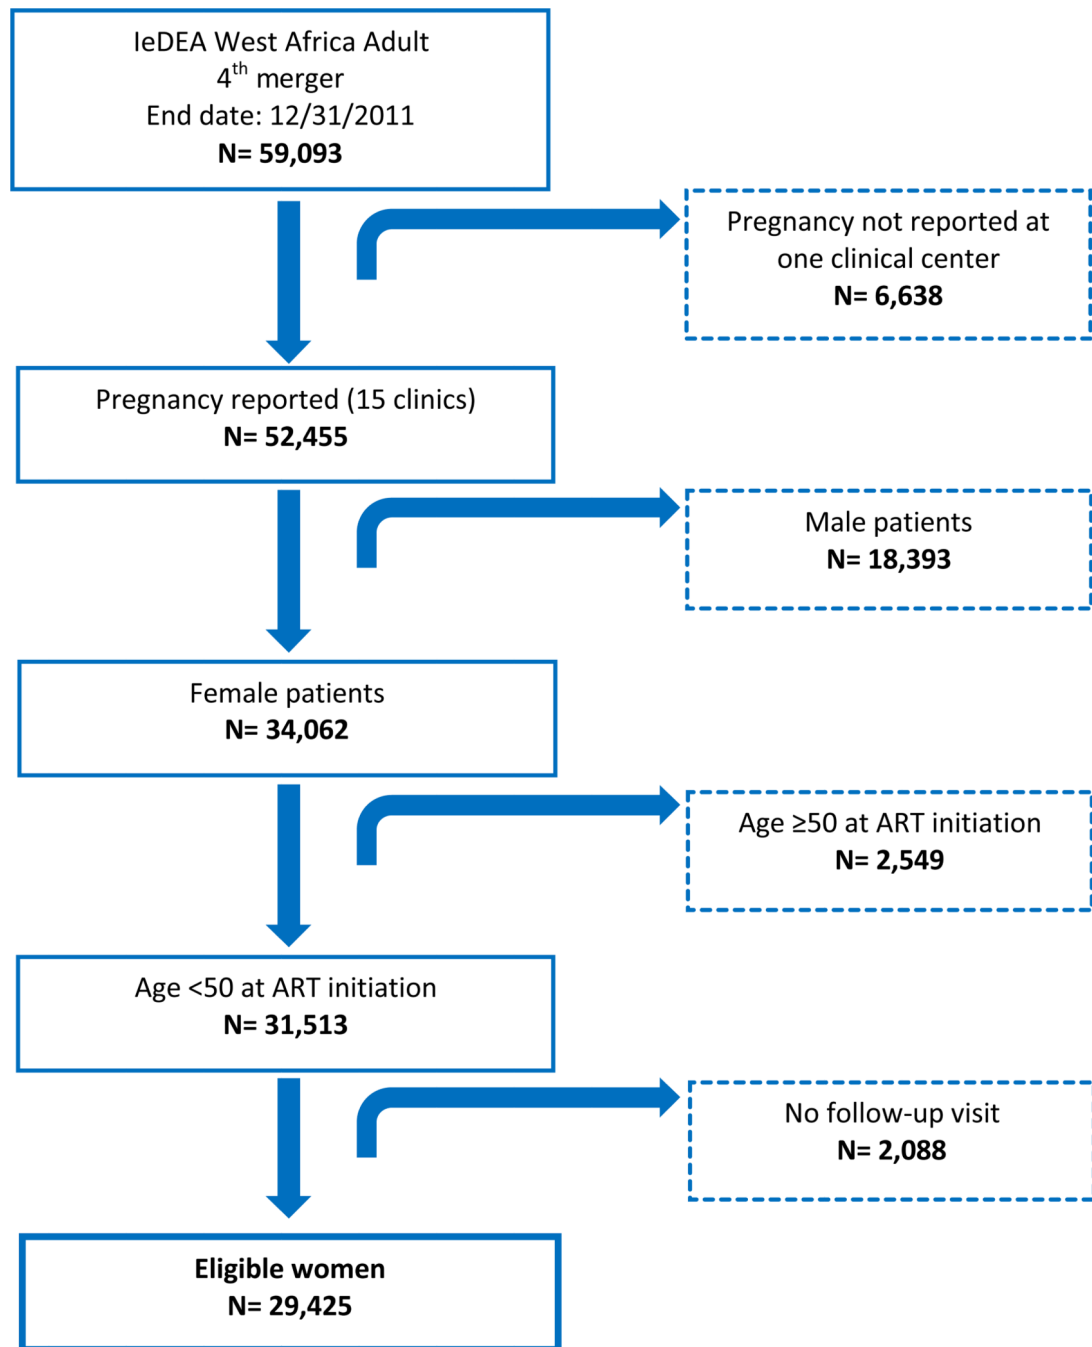 IeDEA West Africa Adult
4th merger
End date: 12/31/2011
N= 59,093
Pregnancy not reported at
one clinical center
N= 6,638
Pregnancy reported (15 clinics)
N= 52,455
Male patients
N= 18,393
Female patients
N= 34,062
Age ≥50 at ART initiation
N= 2,549
Age <50 at ART initiation
N= 31,513
No follow-up visit
N= 2,088
Eligible women
N= 29,425